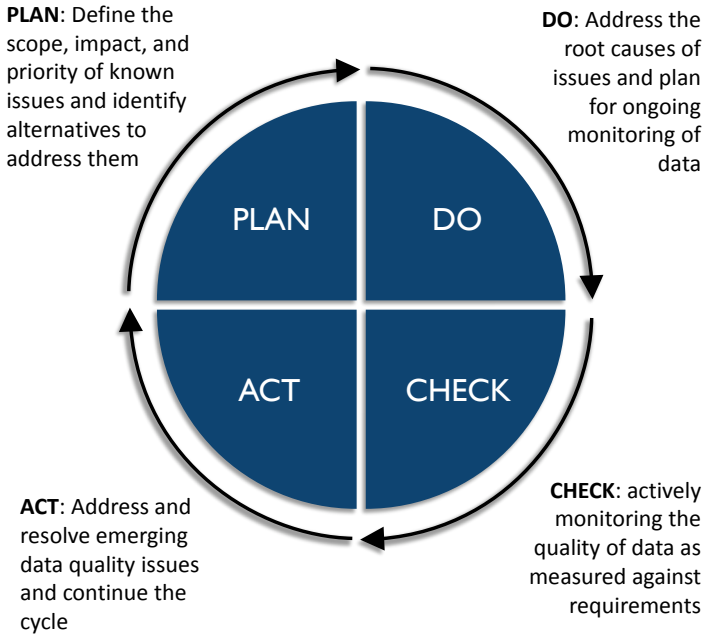 PLAN: Define the
scope, impact, and
priority of known
issues and identify
alternatives to
address them
DO: Address the
root causes of
issues and plan
for ongoing
monitoring of
data
PLAN
DO
ACT
CHECK
ACT: Address and
resolve emerging
data quality issues
and continue the
cycle
CHECK: actively
monitoring the
quality of data as
measured against
requirements